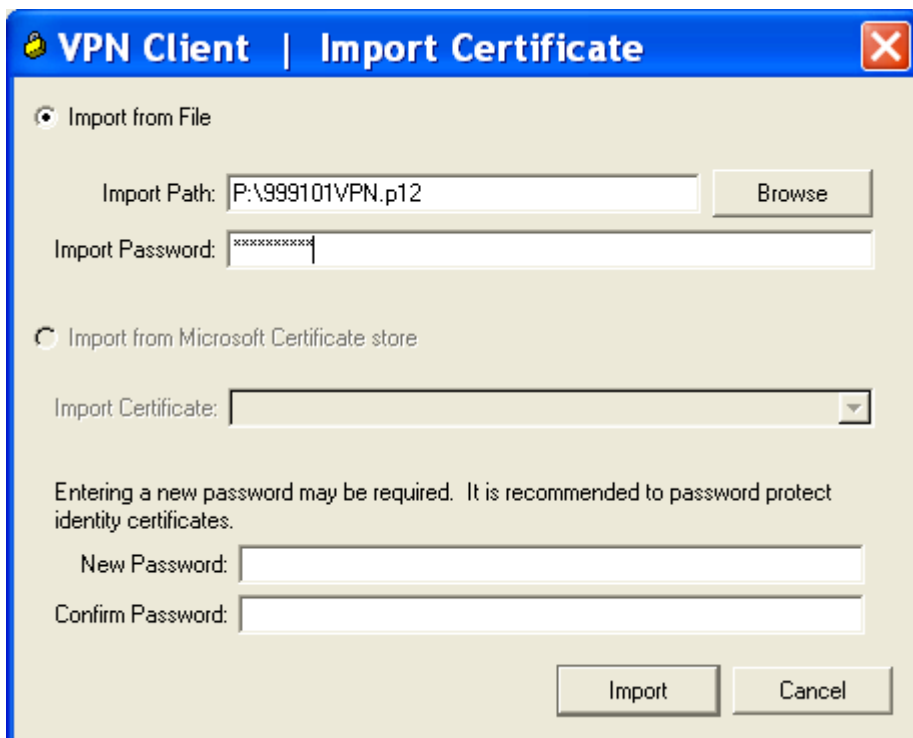 VPN Client | Import Certificate
Import from File
Import Path: P:\999101VPN.p12 Browse
Import Password: **********
Import from Microsoft Certificate store
Import Certificate:
Entering a new password may be required. It is recommended to password protect
identity certificates.
New Password:
Confirm Password:
Import Cancel